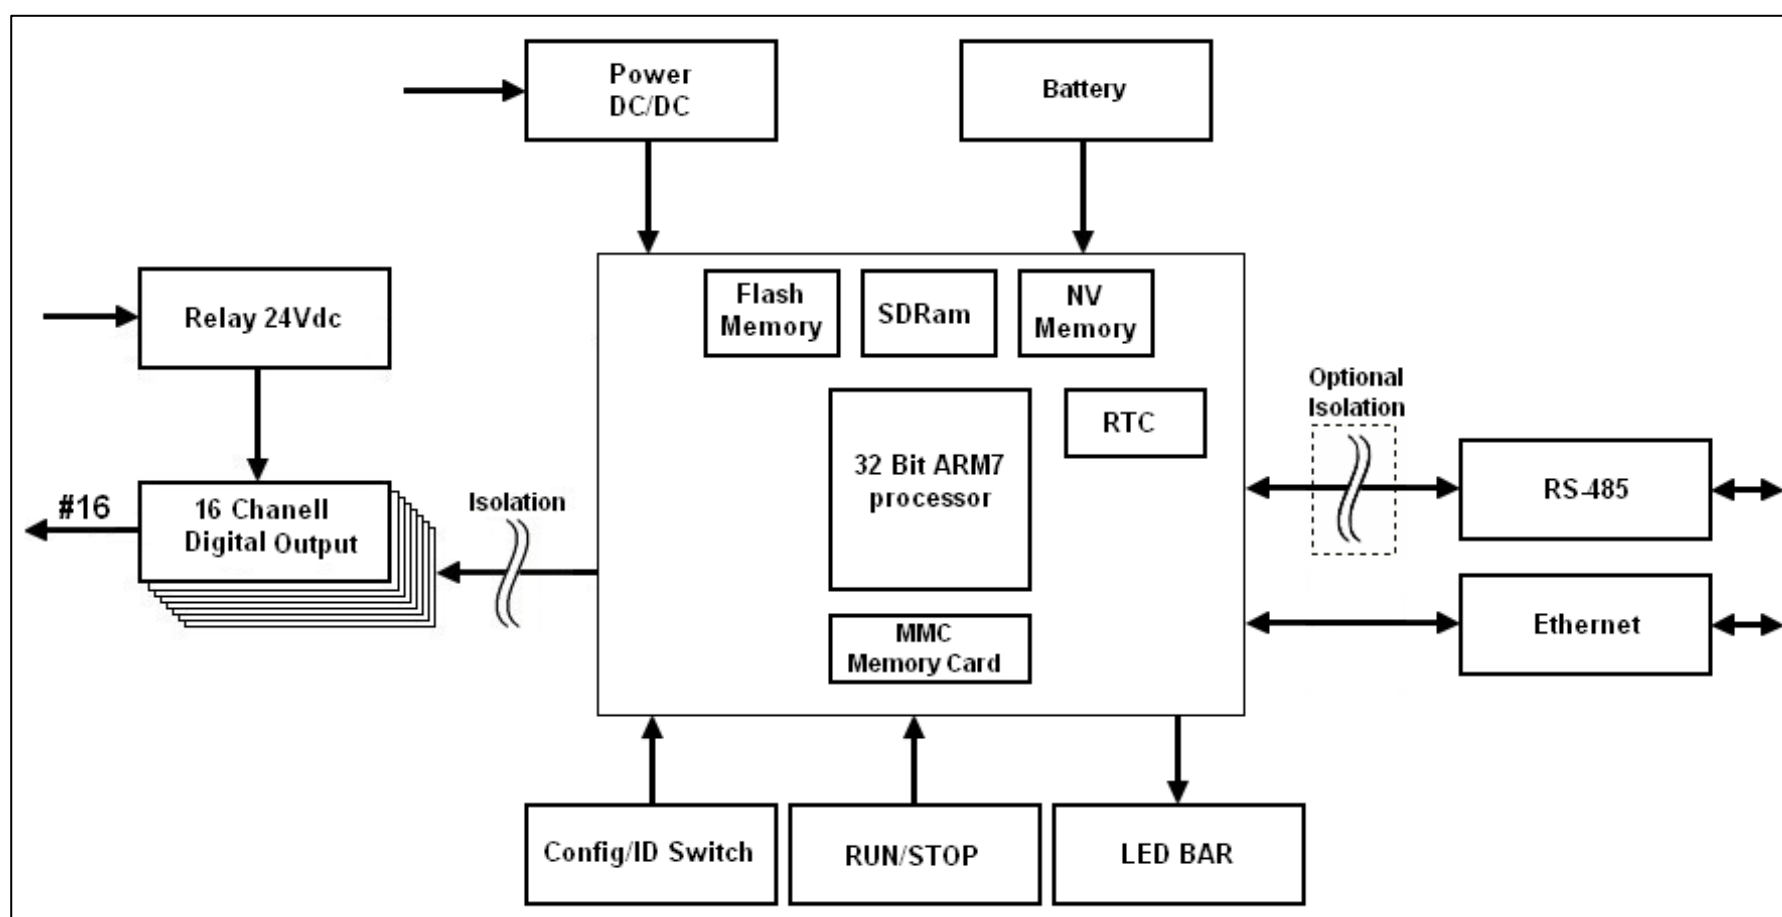 Power
DC/DC
Battery
Flash
Memory
SDRam
NV
Memory
Relay 24Vdc
RTC
Optional
Isolation
32 Bit ARM7
processor
#16
16 Chanell
Digital Output
Isolation
RS-485
Ethernet
MMC
Memory Card
Config/ID Switch
RUN/STOP
LED BAR